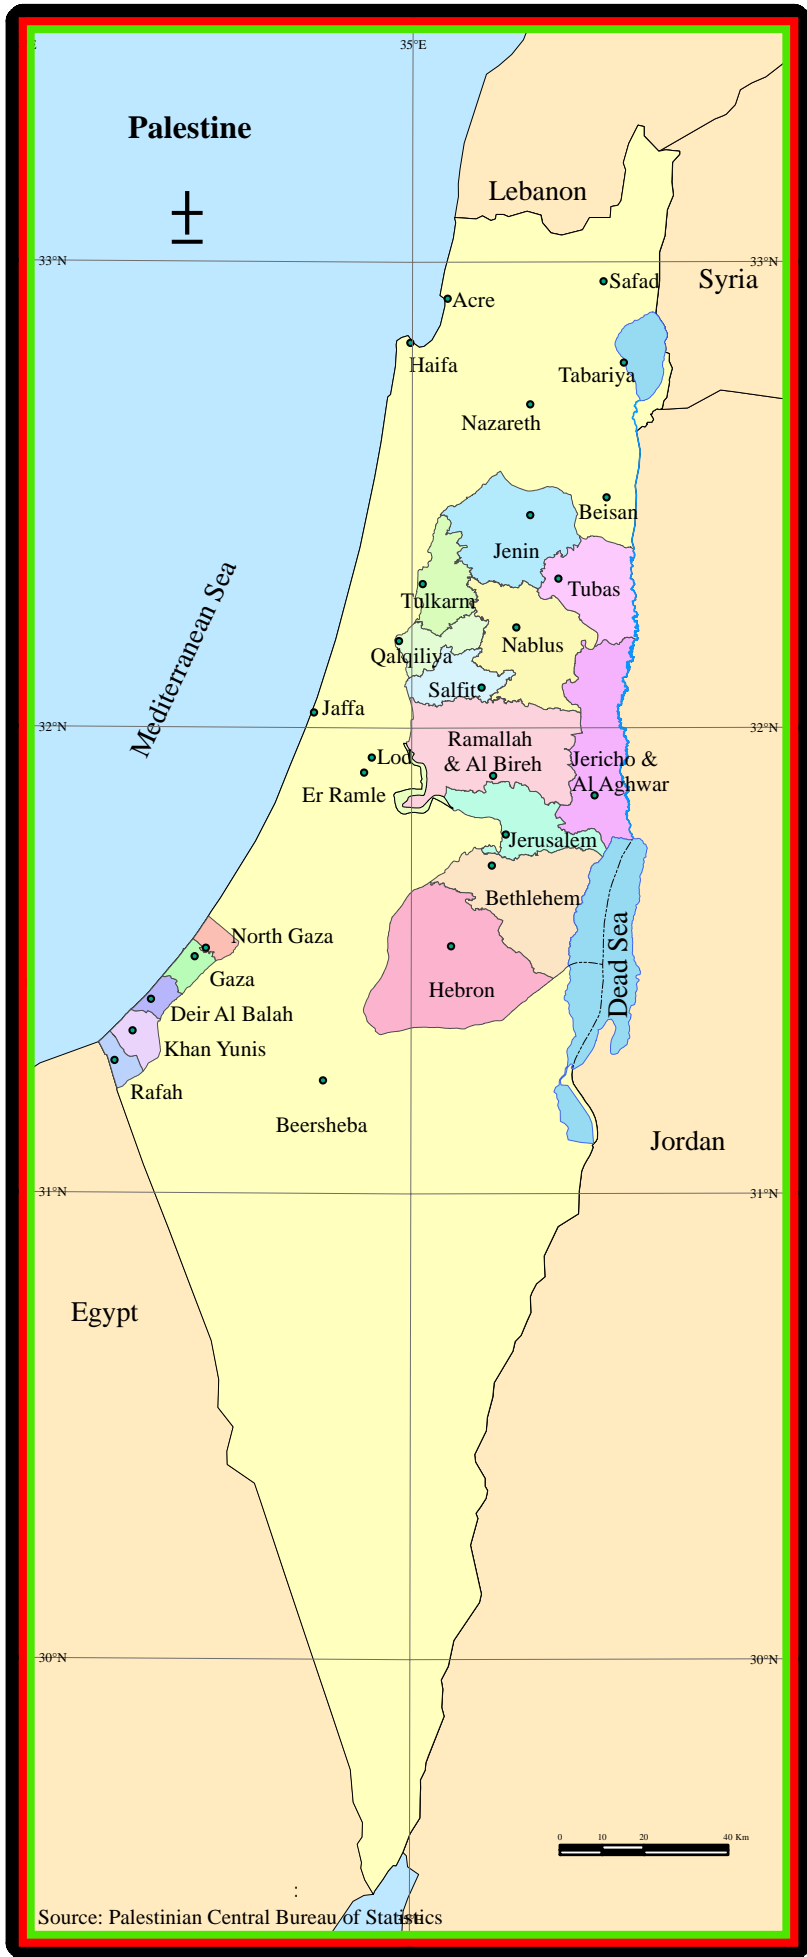 35°E
Palestine
Lebanon
33°N
33°N
Syria
Safad
Acre
Haifa
Tabariya
Nazareth
Beisan
Jenin
Tubas
Tulkarm
Nablus
Qalqiliya
Salfit
Mediterranean Sea
Jaffa
32°N
32°N
Ramallah
& Al Bireh
Lod
Jericho &
Al Aghwar
Er Ramle
Jerusalem
Bethlehem
North Gaza
Dead Sea
Gaza
Hebron
Deir Al Balah
Khan Yunis
Rafah
Beersheba
Jordan
31°N
31°N
Egypt
30°N
30°N
0 10 20 40 Km
:
Source: Palestinian Central Bureau of Statistics